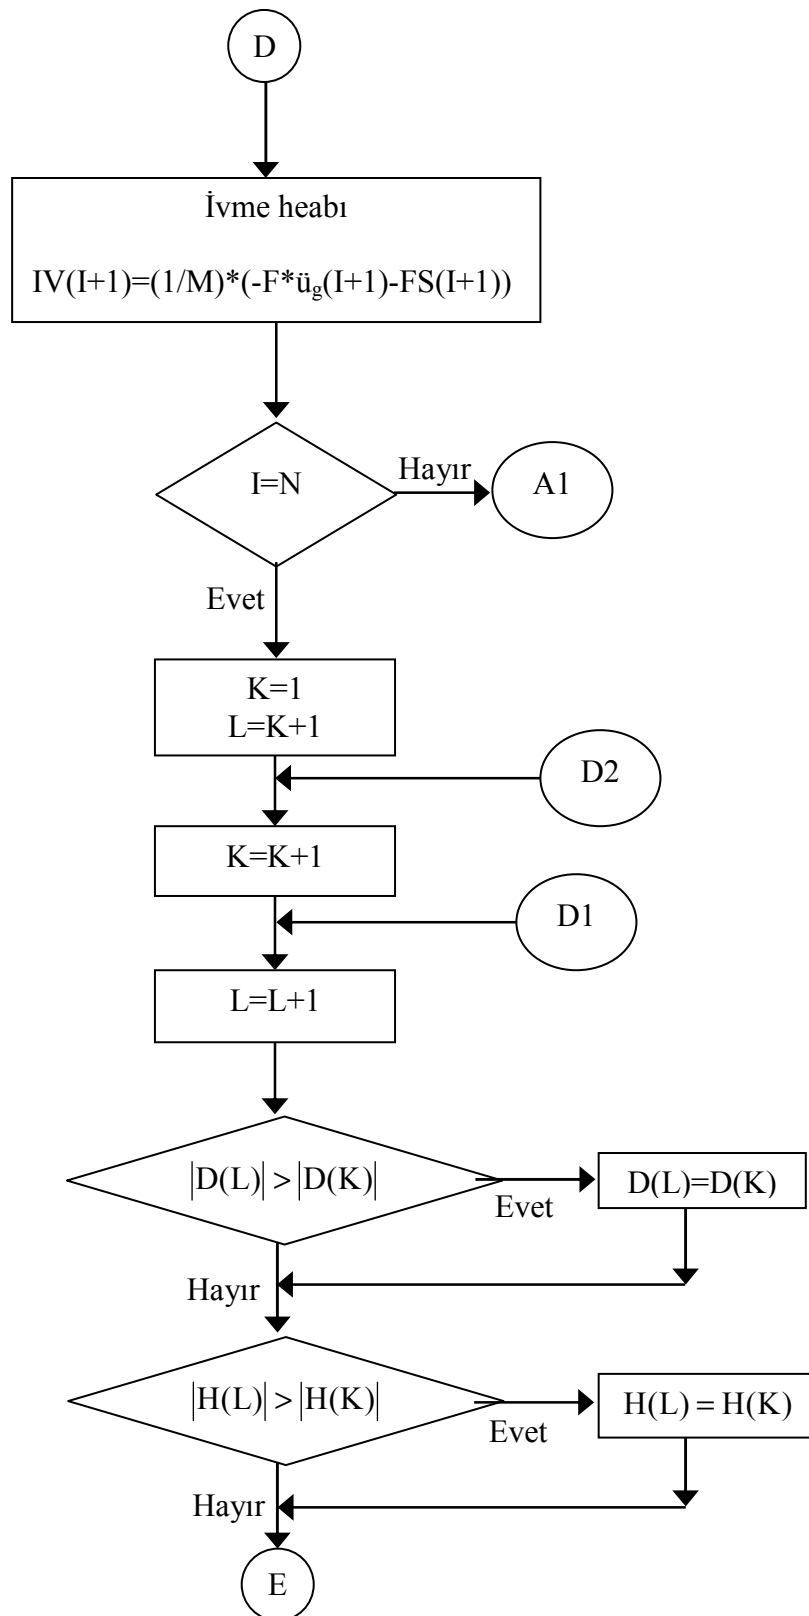 D
İvme heabı
IV(I+1)=(1/M)*(-F*üg(I+1)-FS(I+1))
I=N
Hayır
A1
Evet
K=1
L=K+1
D2
K=K+1
D1
L=L+1
|D(L)| > |D(K)|
Evet
D(L)=D(K)
Hayır
|H(L)| > |H(K)|
Evet
H(L) = H(K)
Hayır
E